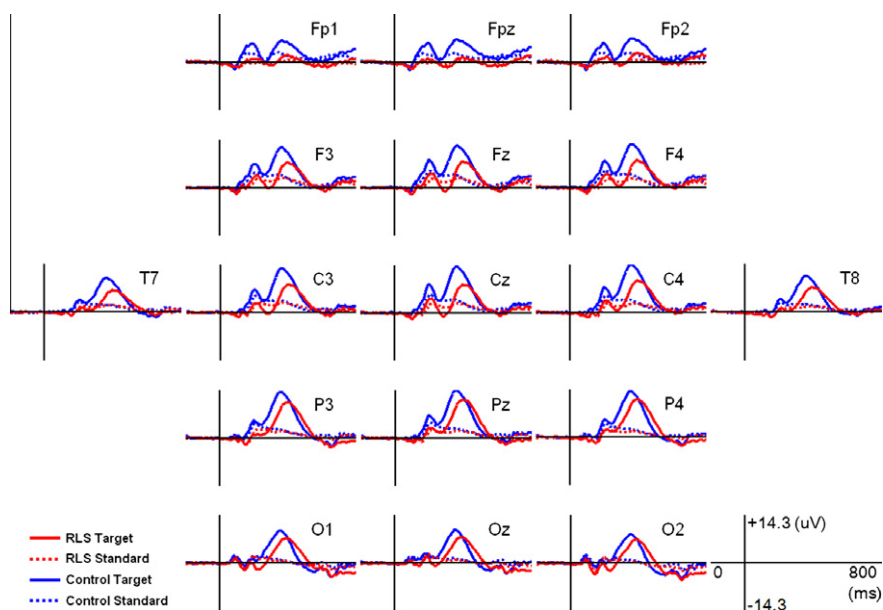 Fp1 Fpz Fp2
F3 Fz F4
T7 C3 Cz C4 T8
P3 Pz P4
O1 Oz O2
RLS Target
RLS Standard
Control Target
Control Standard
+14.3 (uV)
0 800
(ms)
-14.3